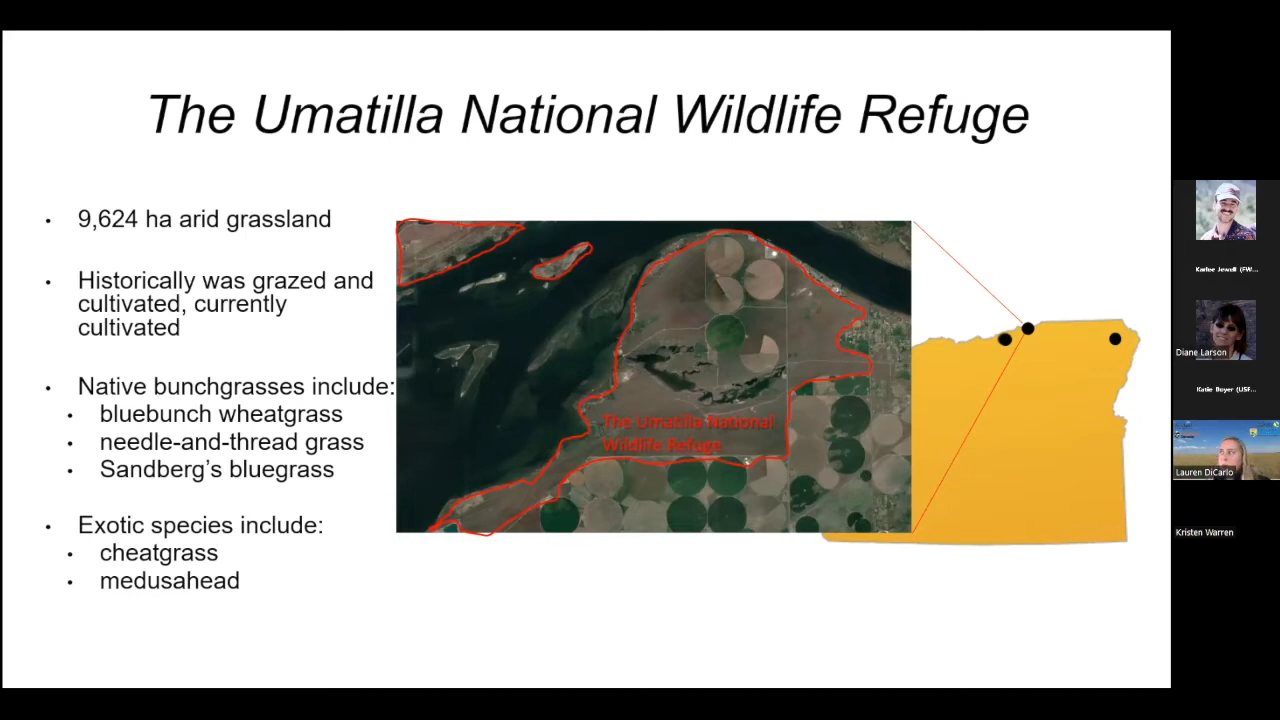 The Umatilla National Wildlife Refuge
9,624 ha arid grassland
Historically was grazed and
cultivated, currently
cultivated
Native bunchgrasses include:
bluebunch wheatgrass
needle-and-thread grass
Sandberg's bluegrass
Exotic species include:
cheatgrass
medusahead
The Umatilla National
Wildlife Refuge
Karlee Jewell (FW...
Diane Larson
Katie Boyer (USF...
Lauren DiCarlo
Kristen Warren